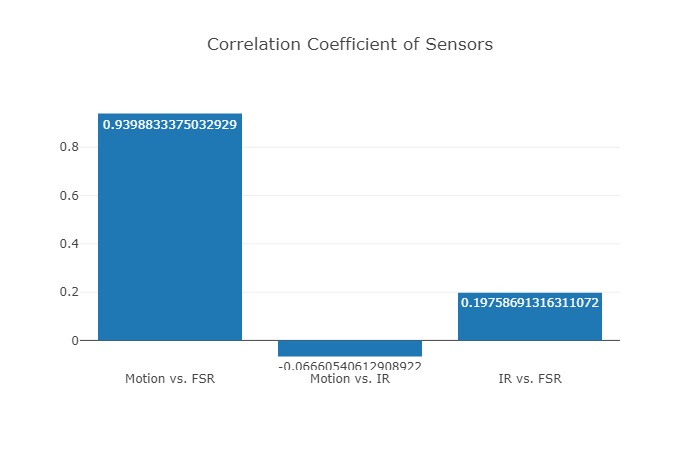 Correlation Coefficient of Sensors
0.9398833375032929
0.8
0.6
0.4
0.2
0.19758691316311072
0
-0.06660540612908922
Motion vs. FSR
Motion vs. IR
IR vs. FSR